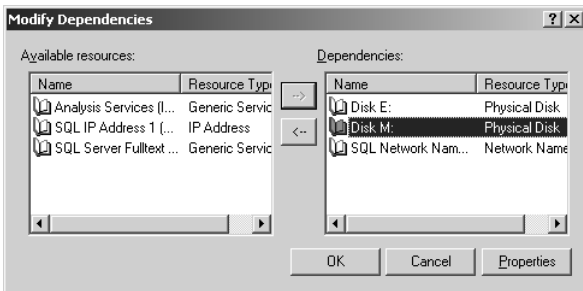 Modify Dependencies
Available resources:
Dependencies:
Name Resource Typ
Name Resource Type
Analysis Services (I... Generic Servic
Disk E: Physical Disk
SQL IP Address 1 (... IP Address
Disk M: Physical Disk
SQL Server Fulltext ... Generic Servic
SQL Network Nam... Network Name
OK Cancel Properties